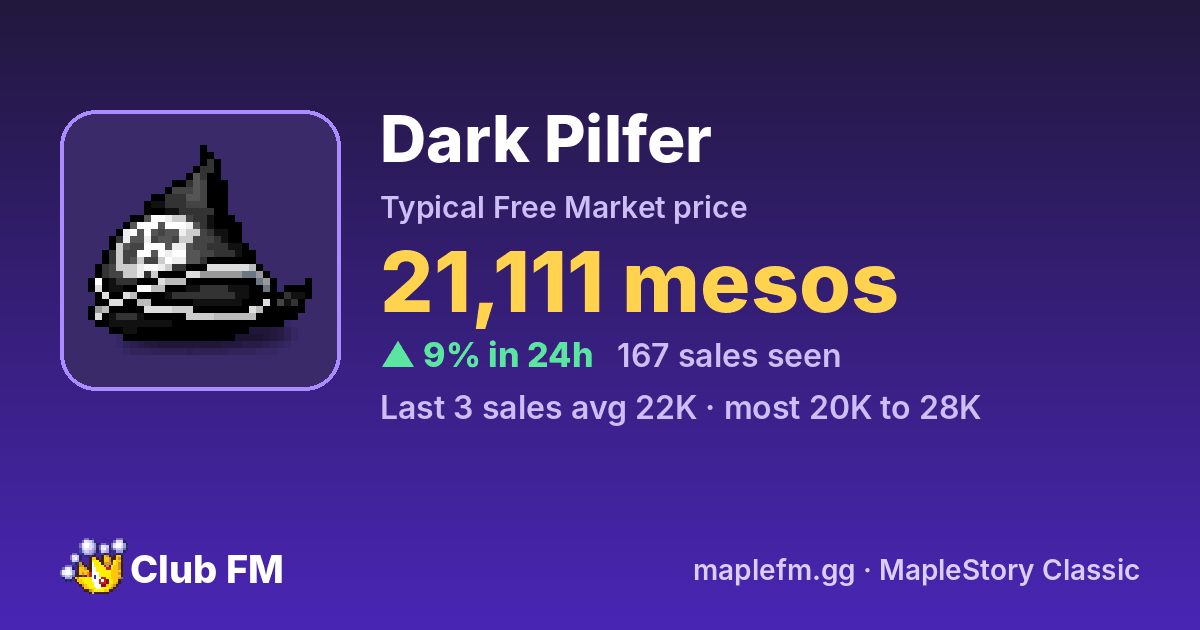 Dark Pilfer
Typical Free Market price
21,111 mesos
▲ 9% in 24h 167 sales seen
Last 3 sales avg 22K · most 20K to 28K
Club FM
maplefm.gg · MapleStory Classic